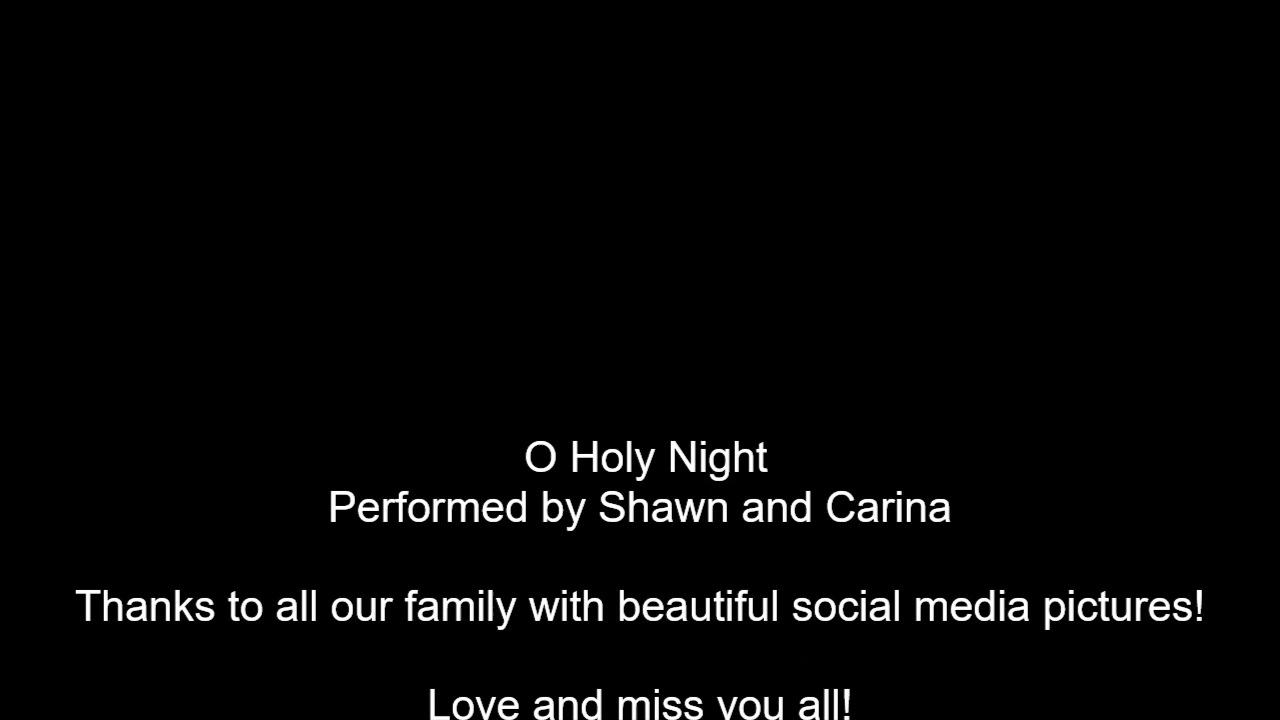 O Holy Night
Performed by Shawn and Carina
Thanks to all our family with beautiful social media pictures!
Love and miss you all!